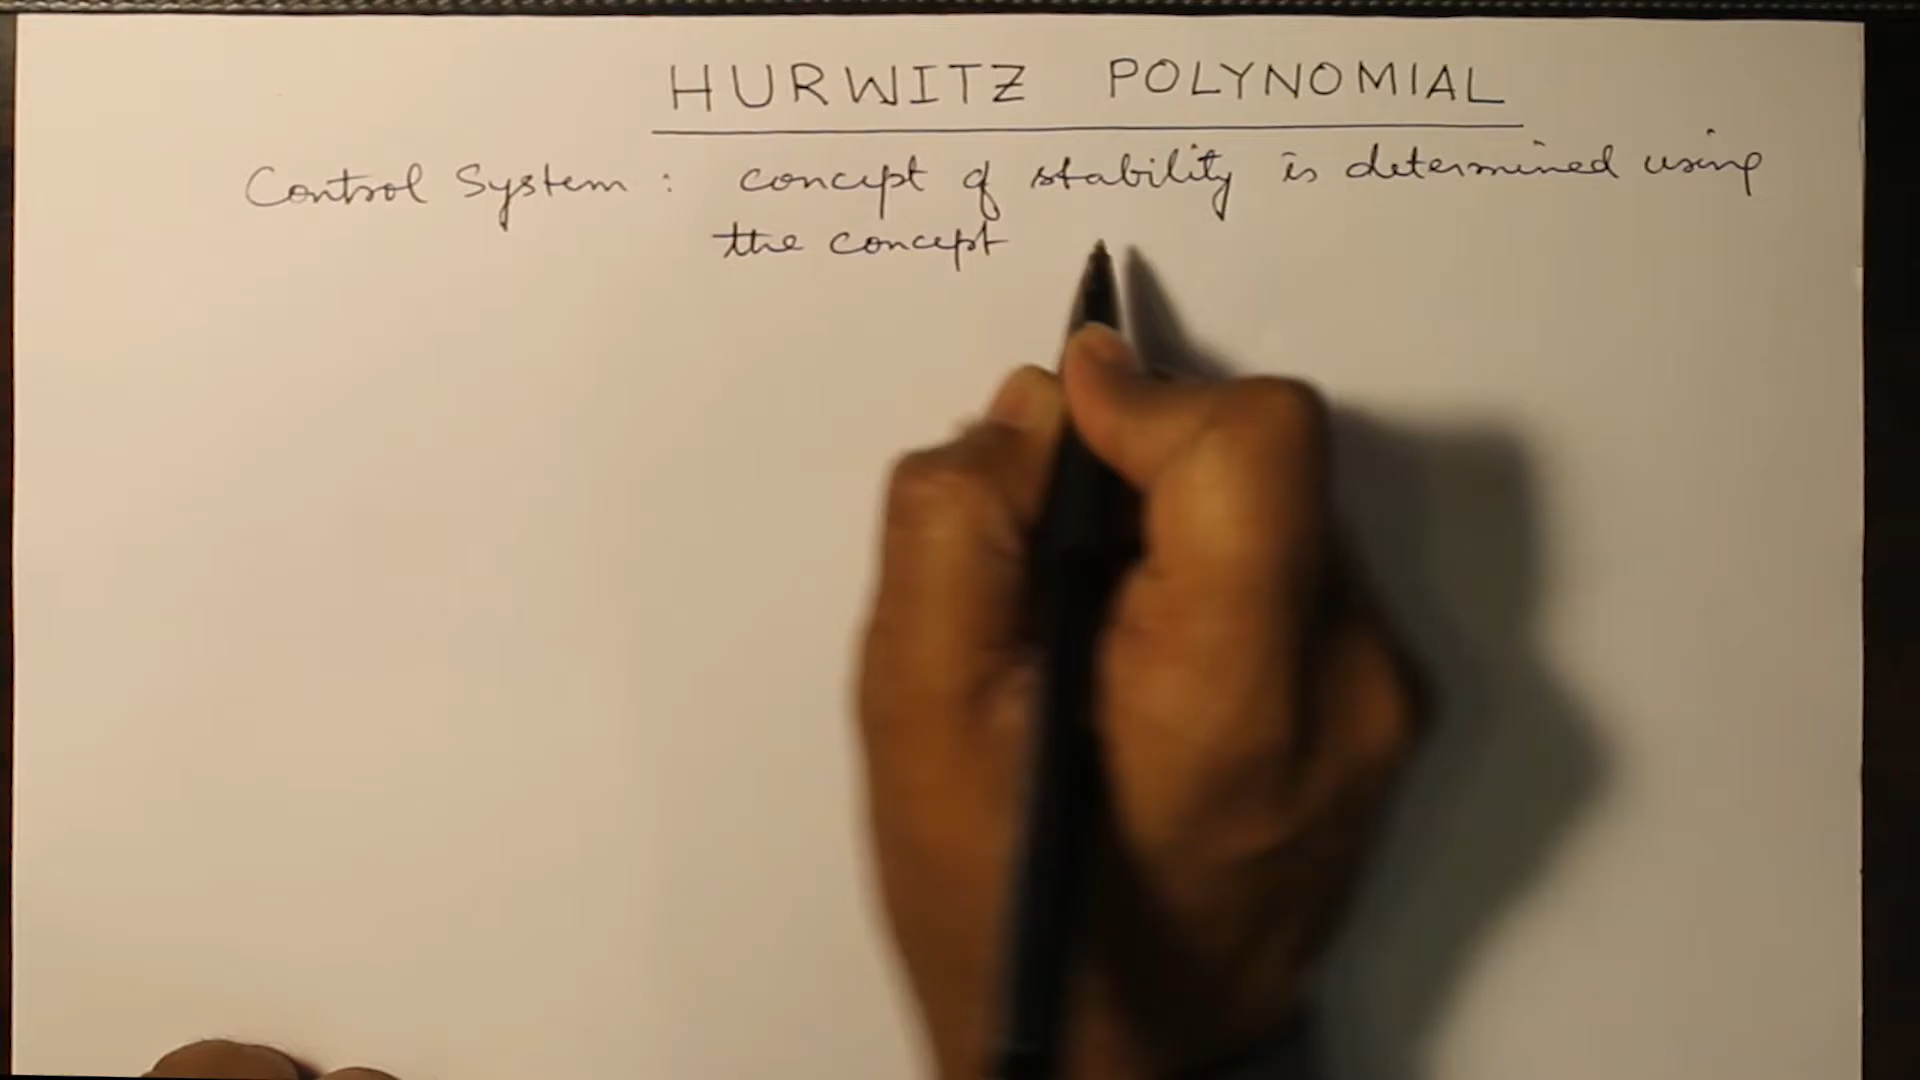 HURWITZ POLYNOMIAL
Control System : concept of stability is determined using
the concept